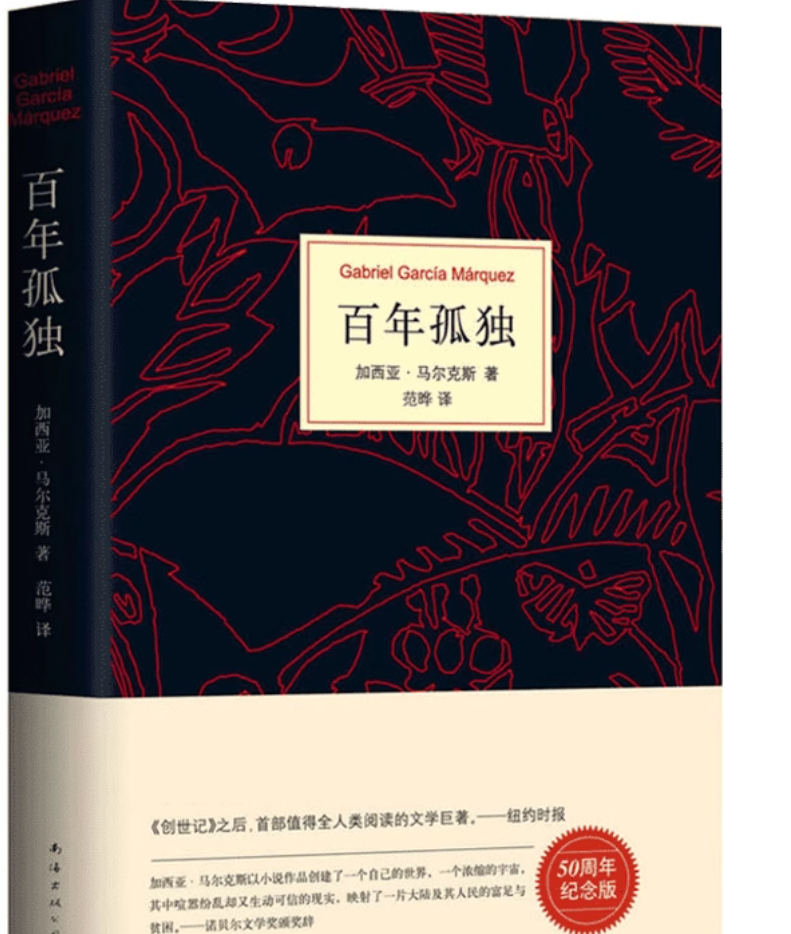 Gabriel
García
Márquez
百年孤独
加西亚·马尔克斯 著
范晔 译
南海出版公司
Gabriel García Márquez
百年孤独
加西亚·马尔克斯 著
范晔 译
《创世记》之后，首部值得全人类阅读的文学巨著。——纽约时报
加西亚·马尔克斯以小说作品创建了一个自己的世界，一个浓缩的宇宙，
其中喧嚣纷乱却又生动可信的现实，映射了一片大陆及其人民的富足与
贫困。——诺贝尔文学奖颁奖辞
50周年
纪念版